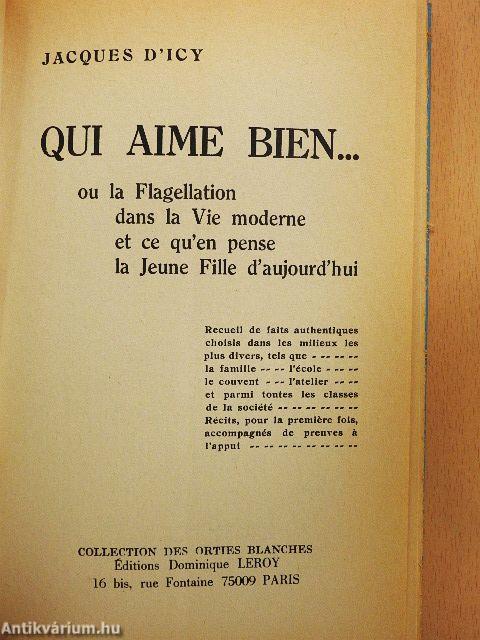 JACQUES D'ICY
QUI AIME BIEN...
ou la Flagellation
dans la Vie moderne
et ce qu'en pense
la Jeune Fille d'aujourd'hui
Recueil de faits authentiques
choisis dans les milieux les
plus divers, tels que - -- -- --
la famille -- -- - l'école - -- --
le couvent - -- l'atelier -- -- --
et parmi toutes les classes
de la société -- -- -- -- -- -- --
Récits, pour la première fois,
accompagnés de preuves à
l'appui -- -- -- -- -- -- -- -- --
COLLECTION DES ORTIES BLANCHES
Éditions Dominique LEROY
16 bis, rue Fontaine 75009 PARIS
Antikvárium.hu